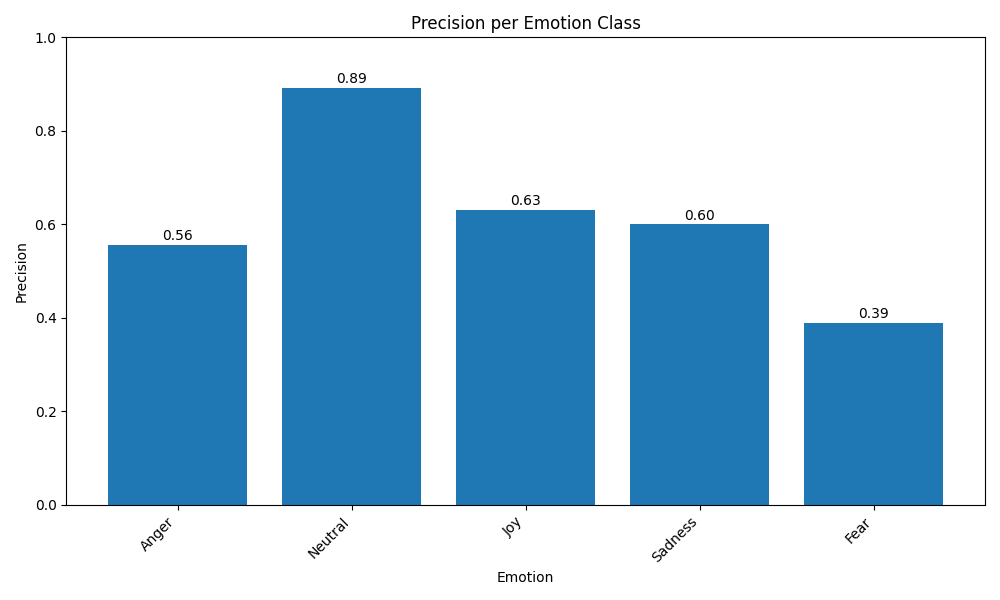 Precision per Emotion Class
1.0
0.8
0.6
0.4
0.2
0.0
Precision
0.56
0.89
0.63
0.60
0.39
Anger
Neutral
Joy
Sadness
Fear
Emotion